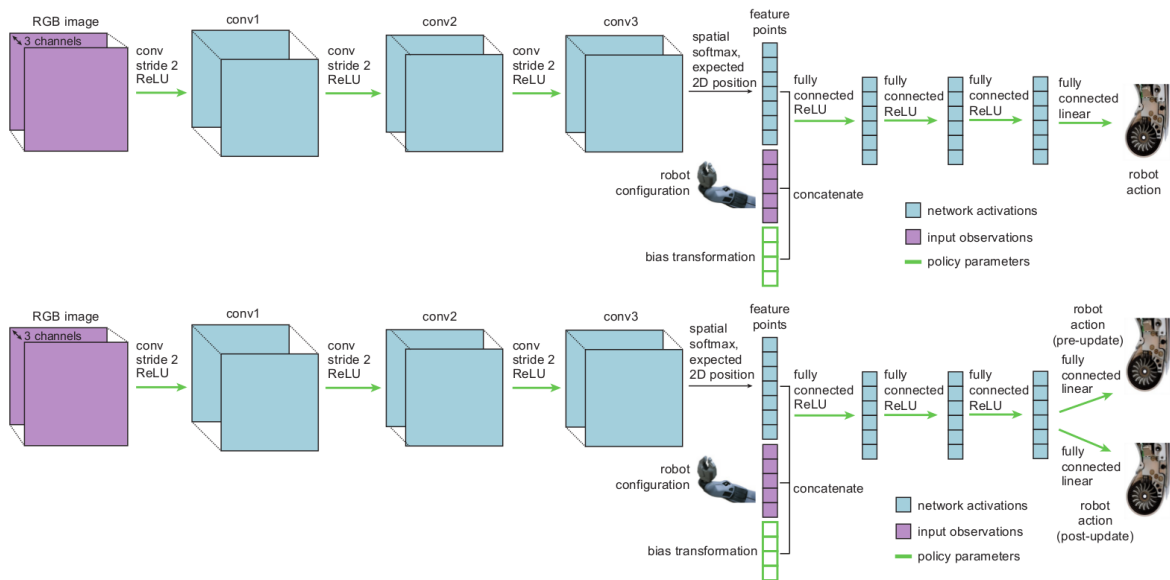 RGB image
3 channels
conv
stride 2
ReLU
conv1
conv
stride 2
ReLU
conv2
conv
stride 2
ReLU
conv3
spatial
softmax,
expected
2D position
feature
points
robot
configuration
bias transformation
concatenate
fully
connected
ReLU
fully
connected
ReLU
fully
connected
ReLU
fully
connected
linear
robot
action
network activations
input observations
policy parameters
RGB image
3 channels
conv
stride 2
ReLU
conv1
conv
stride 2
ReLU
conv2
conv
stride 2
ReLU
conv3
spatial
softmax,
expected
2D position
feature
points
robot
configuration
bias transformation
concatenate
fully
connected
ReLU
fully
connected
ReLU
fully
connected
ReLU
robot
action
(pre-update)
fully
connected
linear
fully
connected
linear
robot
action
(post-update)
network activations
input observations
policy parameters